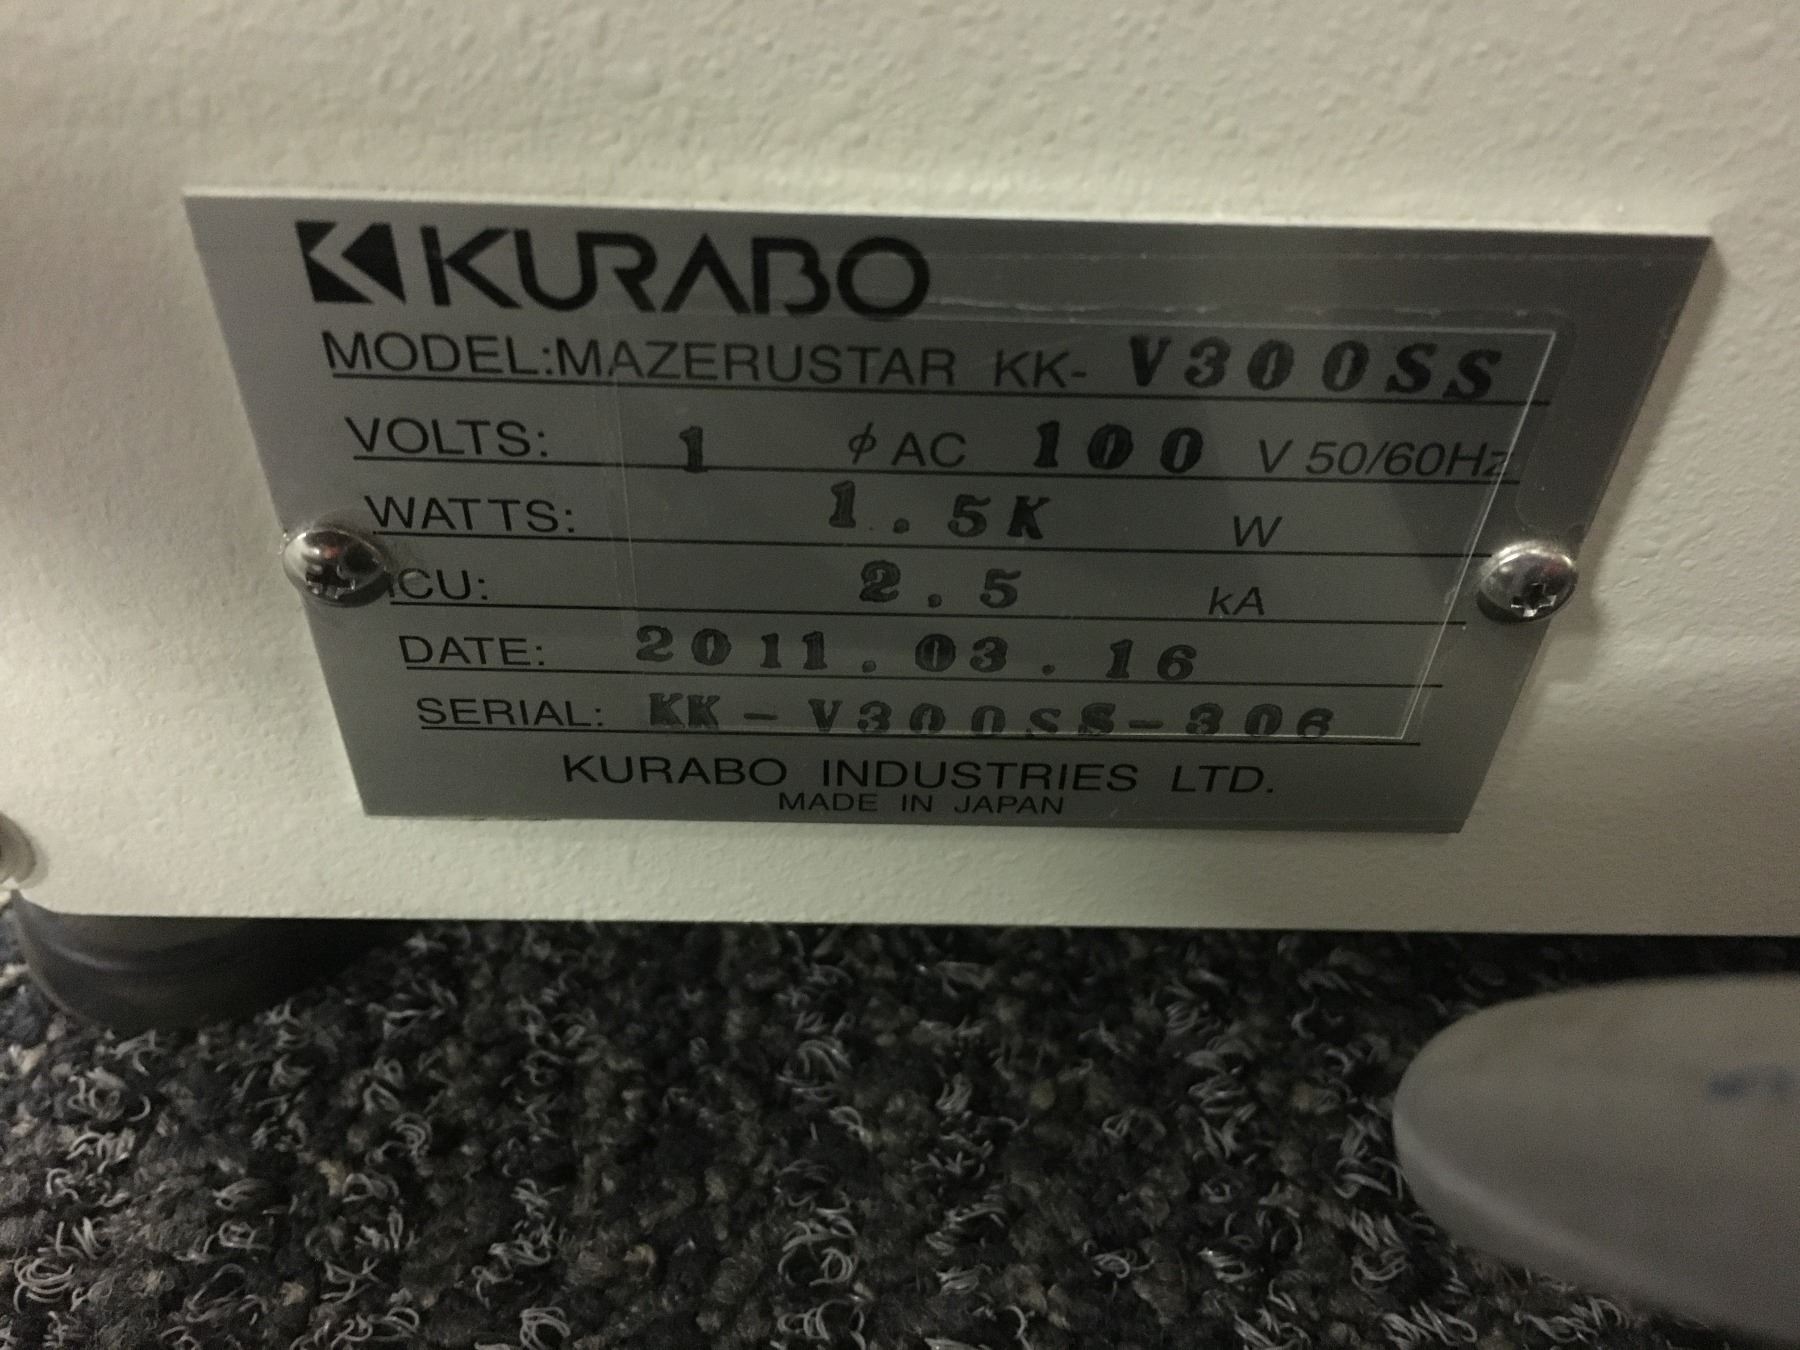 KURABO
MODEL:MAZERUSTAR KK- V300SS
VOLTS: 1 φ AC 100 V 50/60Hz
WATTS: 1.5K W
ICU: 2.5 kA
DATE: 2011.03.16
SERIAL: KK-V300SS-306
KURABO INDUSTRIES LTD.
MADE IN JAPAN